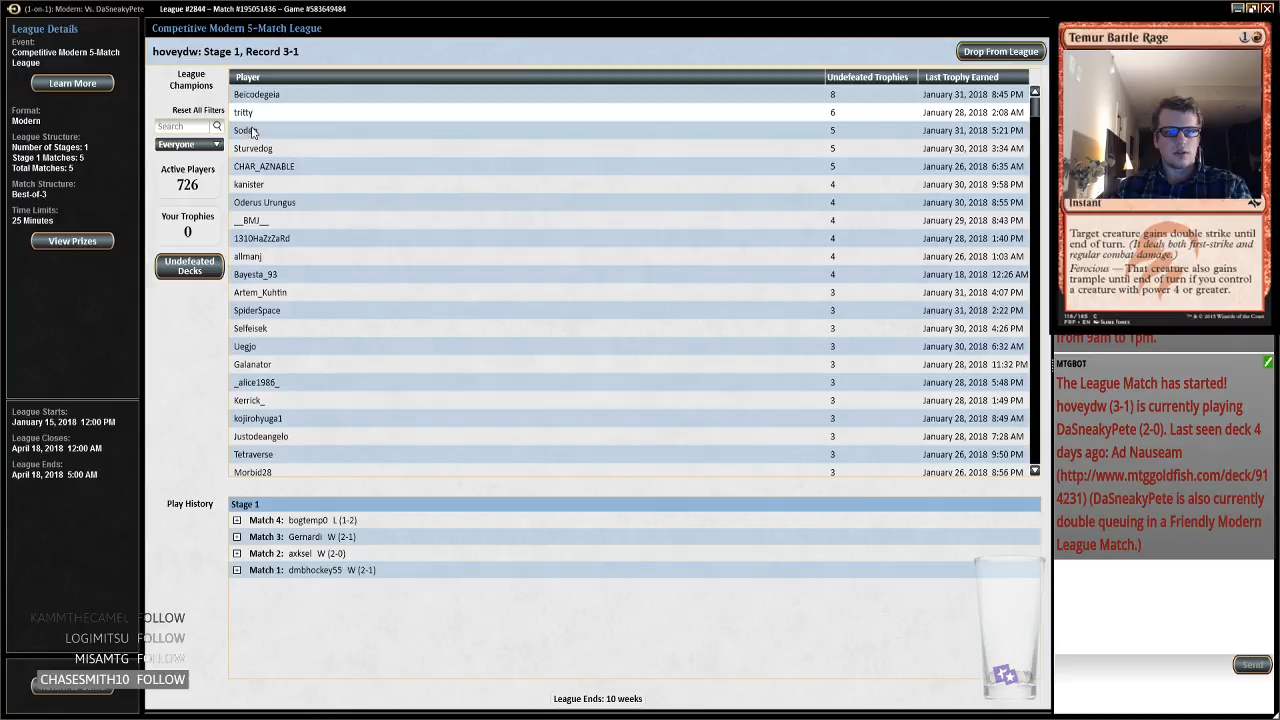 (1-on-1): Modern: Vs. DaSneakyPete League #2844 – Match #195051436 – Game #583649484
League Details
Event:
Competitive Modern 5-Match
League
Learn More
Format:
Modern
League Structure:
Number of Stages: 1
Stage 1 Matches: 5
Total Matches: 5
Match Structure:
Best-of-3
Time Limits:
25 Minutes
View Prizes
League Starts:
January 15, 2018 12:00 PM
League Closes:
April 18, 2018 12:00 AM
League Ends:
April 18, 2018 5:00 AM
KAMMTHECAMEL FOLLOW
LOGIMITSU FOLLOW
MISAMTG FOLLOW
CHASESMITH10 FOLLOW
Competitive Modern 5-Match League
hoveydw: Stage 1, Record 3-1
Drop From League
League
Champions
Reset All Filters
Search
Everyone
Active Players
726
Your Trophies
0
Undefeated
Decks
Player Undefeated Trophies Last Trophy Earned
Beicodegeia 8 January 31, 2018 8:45 PM
tritty 6 January 28, 2018 2:08 AM
5 January 31, 2018 5:21 PM
Sturvedog 5 January 30, 2018 3:34 AM
CHAR_AZNABLE 5 January 26, 2018 6:35 AM
kanister 4 January 30, 2018 9:58 PM
Oderus Urungus 4 January 30, 2018 8:55 PM
__BMJ__ 4 January 29, 2018 8:43 PM
1310HaZzZaRd 4 January 28, 2018 1:40 PM
allmanj 4 January 26, 2018 1:03 AM
Bayesta_93 4 January 18, 2018 12:26 AM
Artem_Kuhtin 3 January 31, 2018 4:07 PM
SpiderSpace 3 January 31, 2018 2:22 PM
Selfeisek 3 January 30, 2018 4:26 PM
Uegjo 3 January 30, 2018 6:32 AM
Galanator 3 January 28, 2018 11:32 PM
_alice1986_ 3 January 28, 2018 5:48 PM
Kerrick_ 3 January 28, 2018 1:49 PM
kojirohyuga1 3 January 28, 2018 8:49 AM
Justodeangelo 3 January 28, 2018 7:28 AM
Tetraverse 3 January 26, 2018 9:50 PM
Morbid28 3 January 26, 2018 8:56 PM
Play History
Stage 1
Match 4: bogtemp0 L (1-2)
Match 3: Gernardi W (2-1)
Match 2: axksel W (2-0)
Match 1: dmbhockey55 W (2-1)
League Ends: 10 weeks
Temur Battle Rage 1
Instant
Target creature gains double strike until
end of turn. (It deals both first-strike and
regular combat damage.)
Ferocious — That creature also gains
trample until end of turn if you control
a creature with power 4 or greater.
from 9am to 1pm.
MTGBOT
The League Match has started!
hoveydw (3-1) is currently playing
DaSneakyPete (2-0). Last seen deck 4
days ago: Ad Nauseam
(http://www.mtggoldfish.com/deck/91
4231) (DaSneakyPete is also currently
double queuing in a Friendly Modern
League Match.)
Send